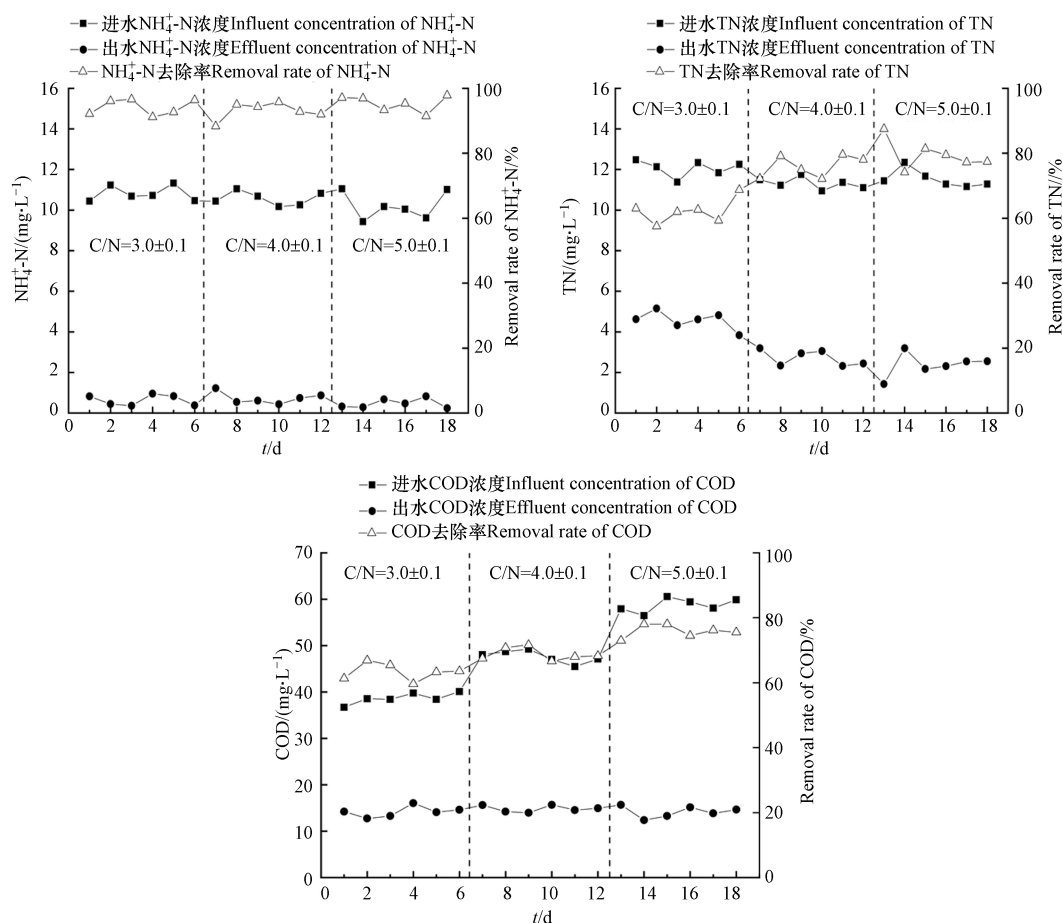 进水NH₄⁺-N浓度Influent concentration of NH₄⁺-N
出水NH₄⁺-N浓度Effluent concentration of NH₄⁺-N
NH₄⁺-N去除率Removal rate of NH₄⁺-N
16
14
12
10
8
6
4
2
0
NH₄⁺-N/(mg·L⁻¹)
C/N=3.0±0.1
C/N=4.0±0.1
C/N=5.0±0.1
100
80
60
40
20
0
Removal rate of NH₄⁺-N/%
0 2 4 6 8 10 12 14 16 18
t/d
进水TN浓度Influent concentration of TN
出水TN浓度Effluent concentration of TN
TN去除率Removal rate of TN
16
14
12
10
8
6
4
2
0
TN/(mg·L⁻¹)
C/N=3.0±0.1
C/N=4.0±0.1
C/N=5.0±0.1
100
80
60
40
20
0
Removal rate of TN//%
0 2 4 6 8 10 12 14 16 18
t/d
进水COD浓度Influent concentration of COD
出水COD浓度Effluent concentration of COD
COD去除率Removal rate of COD
70
60
50
40
30
20
10
0
COD/(mg·L⁻¹)
C/N=3.0±0.1
C/N=4.0±0.1
C/N=5.0±0.1
100
80
60
40
20
0
Removal rate of COD/%
0 2 4 6 8 10 12 14 16 18
t/d